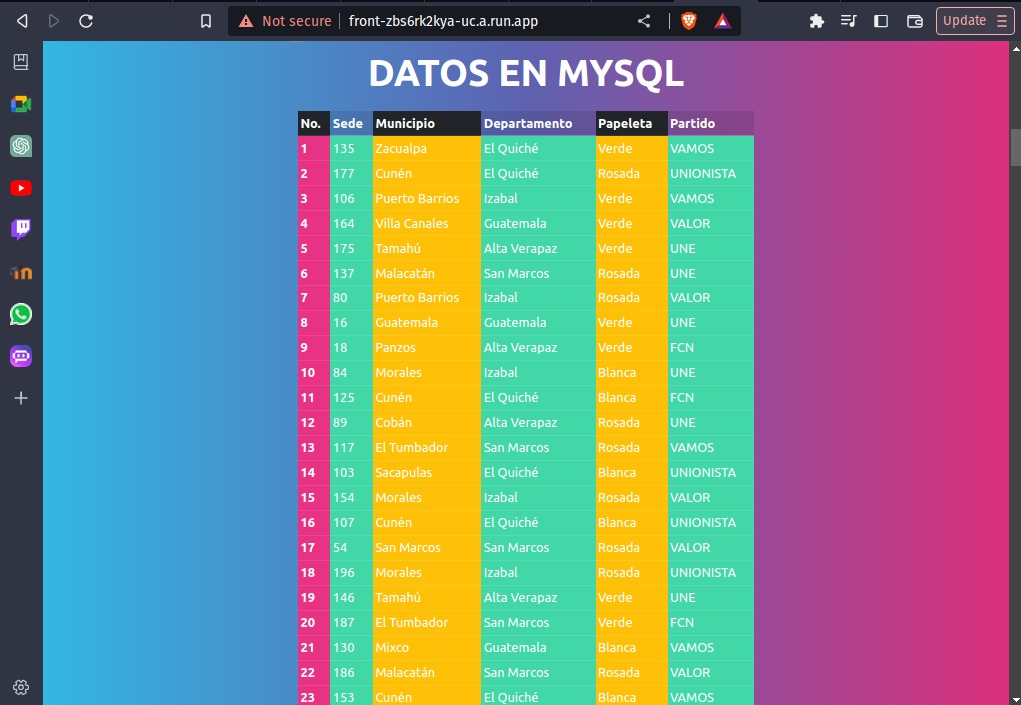 Not secure front-zbs6rk2kya-uc.a.run.app Update
DATOS EN MYSQL
No. Sede Municipio Departamento Papeleta Partido
1 135 Zacualpa El Quiché Verde VAMOS
2 177 Cunén El Quiché Rosada UNIONISTA
3 106 Puerto Barrios Izabal Verde VAMOS
4 164 Villa Canales Guatemala Verde VALOR
5 175 Tamahú Alta Verapaz Verde UNE
6 137 Malacatán San Marcos Rosada UNE
7 80 Puerto Barrios Izabal Rosada VALOR
8 16 Guatemala Guatemala Verde UNE
9 18 Panzos Alta Verapaz Verde FCN
10 84 Morales Izabal Blanca UNE
11 125 Cunén El Quiché Blanca FCN
12 89 Cobán Alta Verapaz Rosada UNE
13 117 El Tumbador San Marcos Rosada VAMOS
14 103 Sacapulas El Quiché Blanca UNIONISTA
15 154 Morales Izabal Rosada VALOR
16 107 Cunén El Quiché Blanca UNIONISTA
17 54 San Marcos San Marcos Rosada VALOR
18 196 Morales Izabal Rosada UNIONISTA
19 146 Tamahú Alta Verapaz Verde UNE
20 187 El Tumbador San Marcos Verde FCN
21 130 Mixco Guatemala Blanca VAMOS
22 186 Malacatán San Marcos Rosada VALOR
23 153 Cunén El Quiché Blanca VAMOS